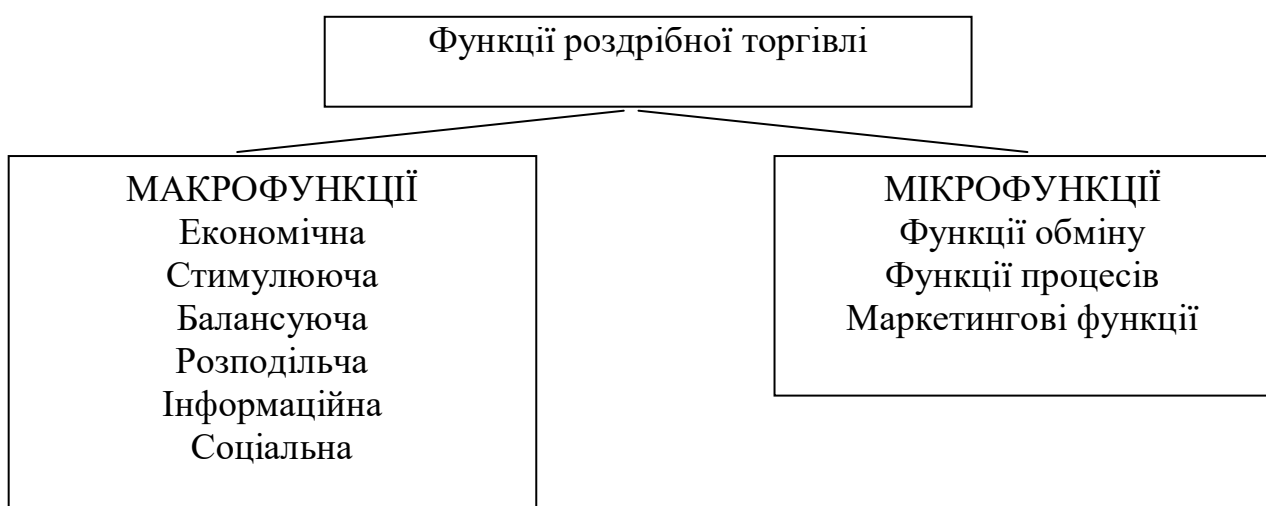 Функції роздрібної торгівлі
МАКРОФУНКЦІЇ
Економічна
Стимулююча
Балансуюча
Розподільча
Інформаційна
Соціальна
МІКРОФУНКЦІЇ
Функції обміну
Функції процесів
Маркетингові функції